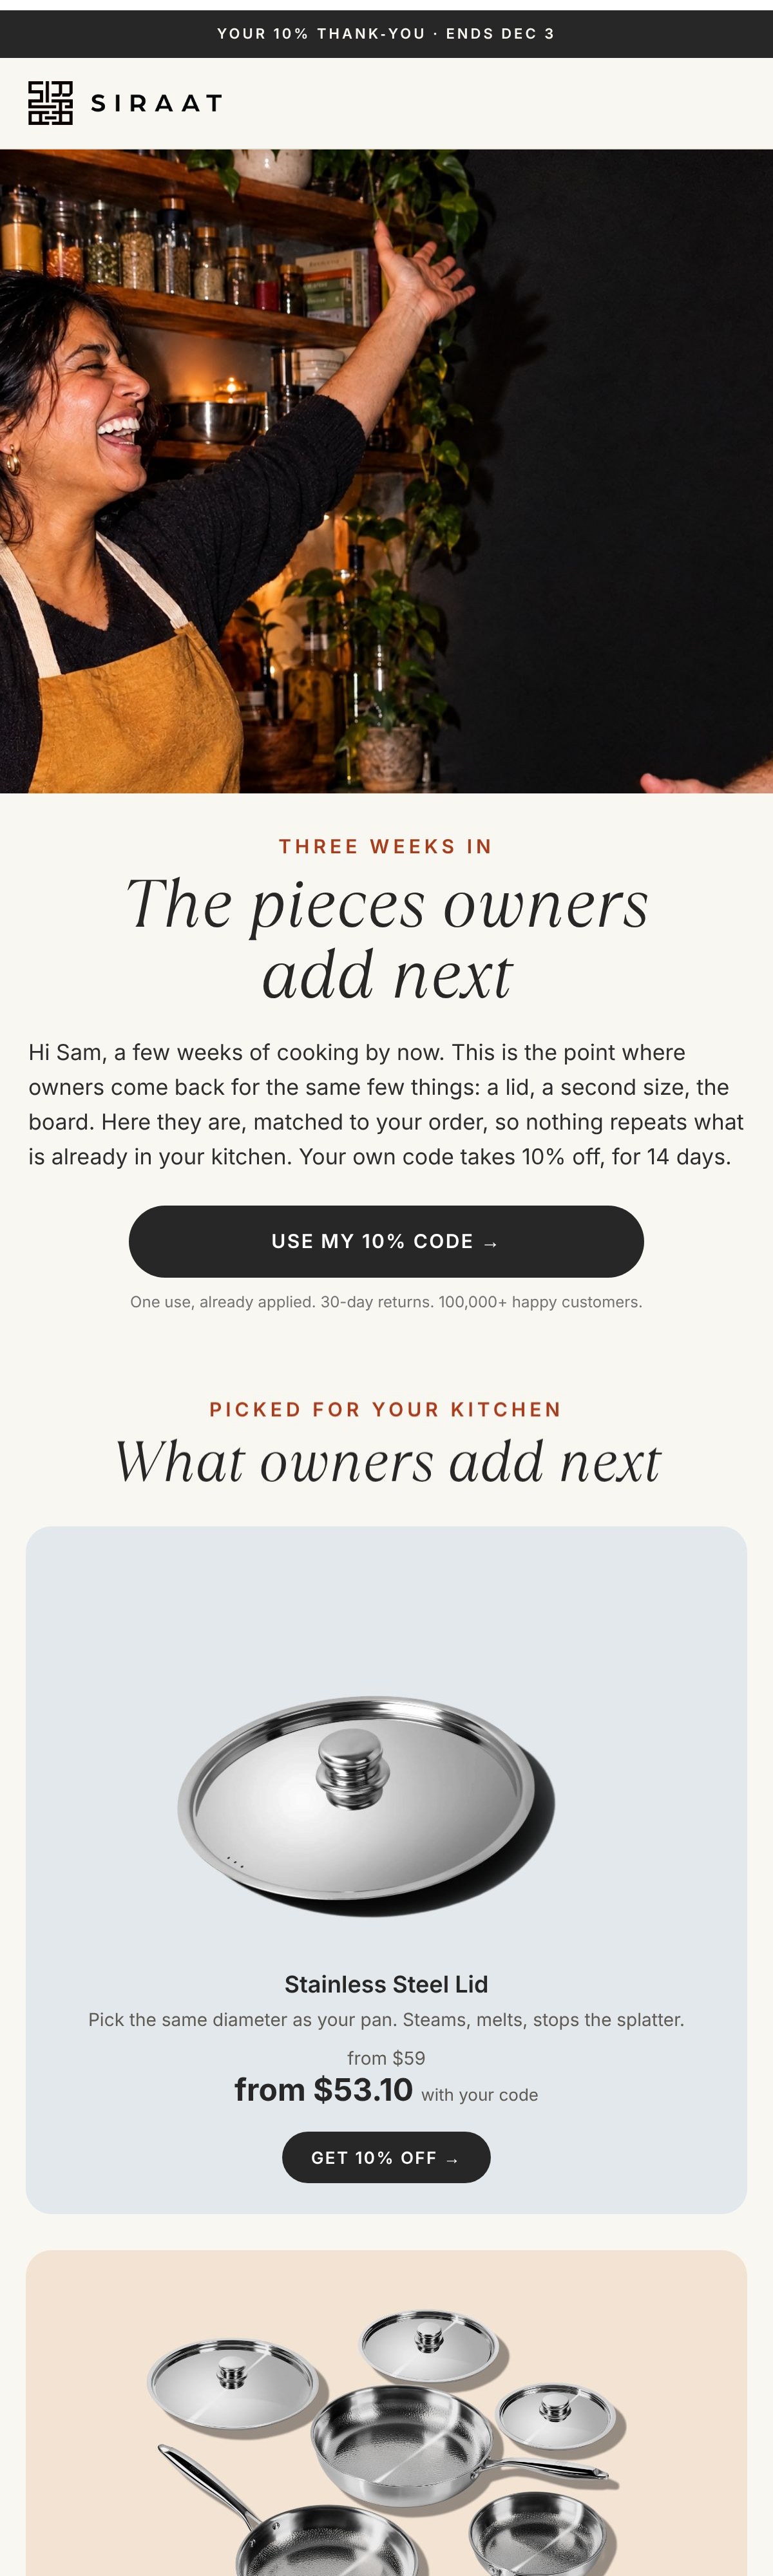 YOUR 10% THANK-YOU · ENDS DEC 3
SIRAAT
THREE WEEKS IN
The pieces owners
add next
Hi Sam, a few weeks of cooking by now. This is the point where
owners come back for the same few things: a lid, a second size, the
board. Here they are, matched to your order, so nothing repeats what
is already in your kitchen. Your own code takes 10% off, for 14 days.
USE MY 10% CODE →
One use, already applied. 30-day returns. 100,000+ happy customers.
PICKED FOR YOUR KITCHEN
What owners add next
Stainless Steel Lid
Pick the same diameter as your pan. Steams, melts, stops the splatter.
from $59
from $53.10 with your code
GET 10% OFF →